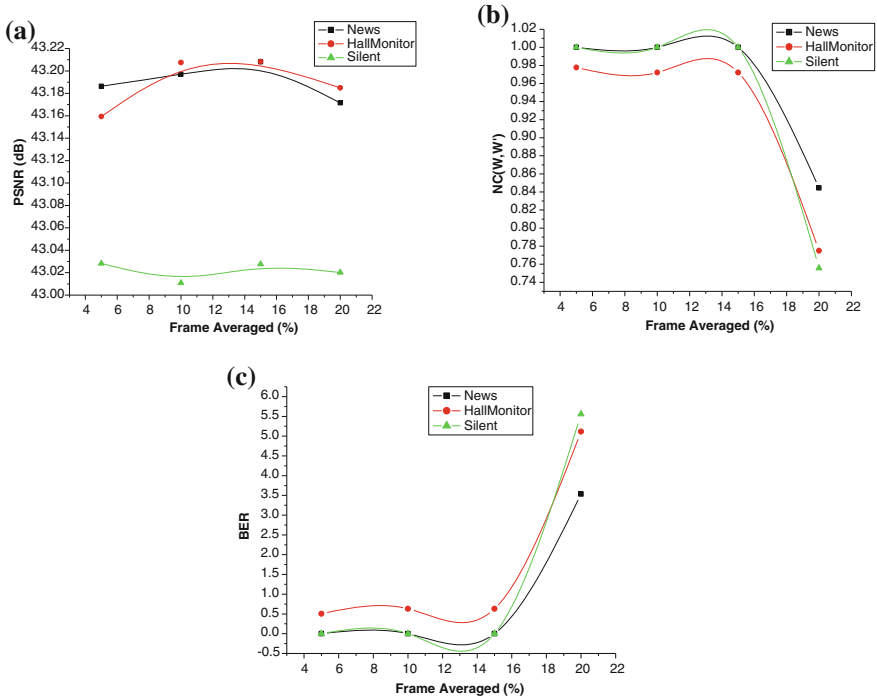 (a)
43.22
43.20
43.18
43.16
43.14
43.12
43.10
43.08
43.06
43.04
43.02
43.00
PSNR (dB)
4 6 8 10 12 14 16 18 20 22
Frame Averaged (%)
News
HallMonitor
Silent
(b)
1.02
1.00
0.98
0.96
0.94
0.92
0.90
0.88
0.86
0.84
0.82
0.80
0.78
0.76
0.74
NC(W,W')
4 6 8 10 12 14 16 18 20 22
Frame Averaged (%)
News
HallMonitor
Silent
(c)
6.0
5.5
5.0
4.5
4.0
3.5
3.0
2.5
2.0
1.5
1.0
0.5
0.0
-0.5
BER
4 6 8 10 12 14 16 18 20 22
Frame Averaged (%)
News
HallMonitor
Silent